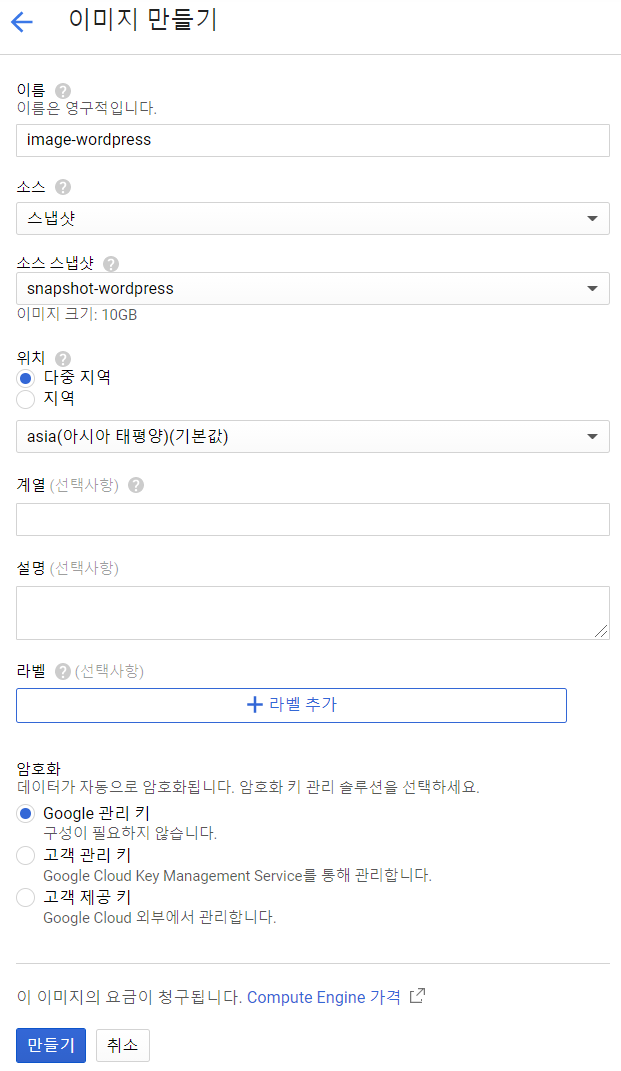 이미지 만들기
이름
이름은 영구적입니다.
image-wordpress
소스
스냅샷
소스 스냅샷
snapshot-wordpress
이미지 크기: 10GB
위치
다중 지역
지역
asia(아시아 태평양)(기본값)
계열 (선택사항)
설명 (선택사항)
라벨 (선택사항)
라벨 추가
암호화
데이터가 자동으로 암호화됩니다. 암호화 키 관리 솔루션을 선택하세요.
Google 관리 키
구성이 필요하지 않습니다.
고객 관리 키
Google Cloud Key Management Service를 통해 관리합니다.
고객 제공 키
Google Cloud 외부에서 관리합니다.
이 이미지의 요금이 청구됩니다. Compute Engine 가격
만들기 취소